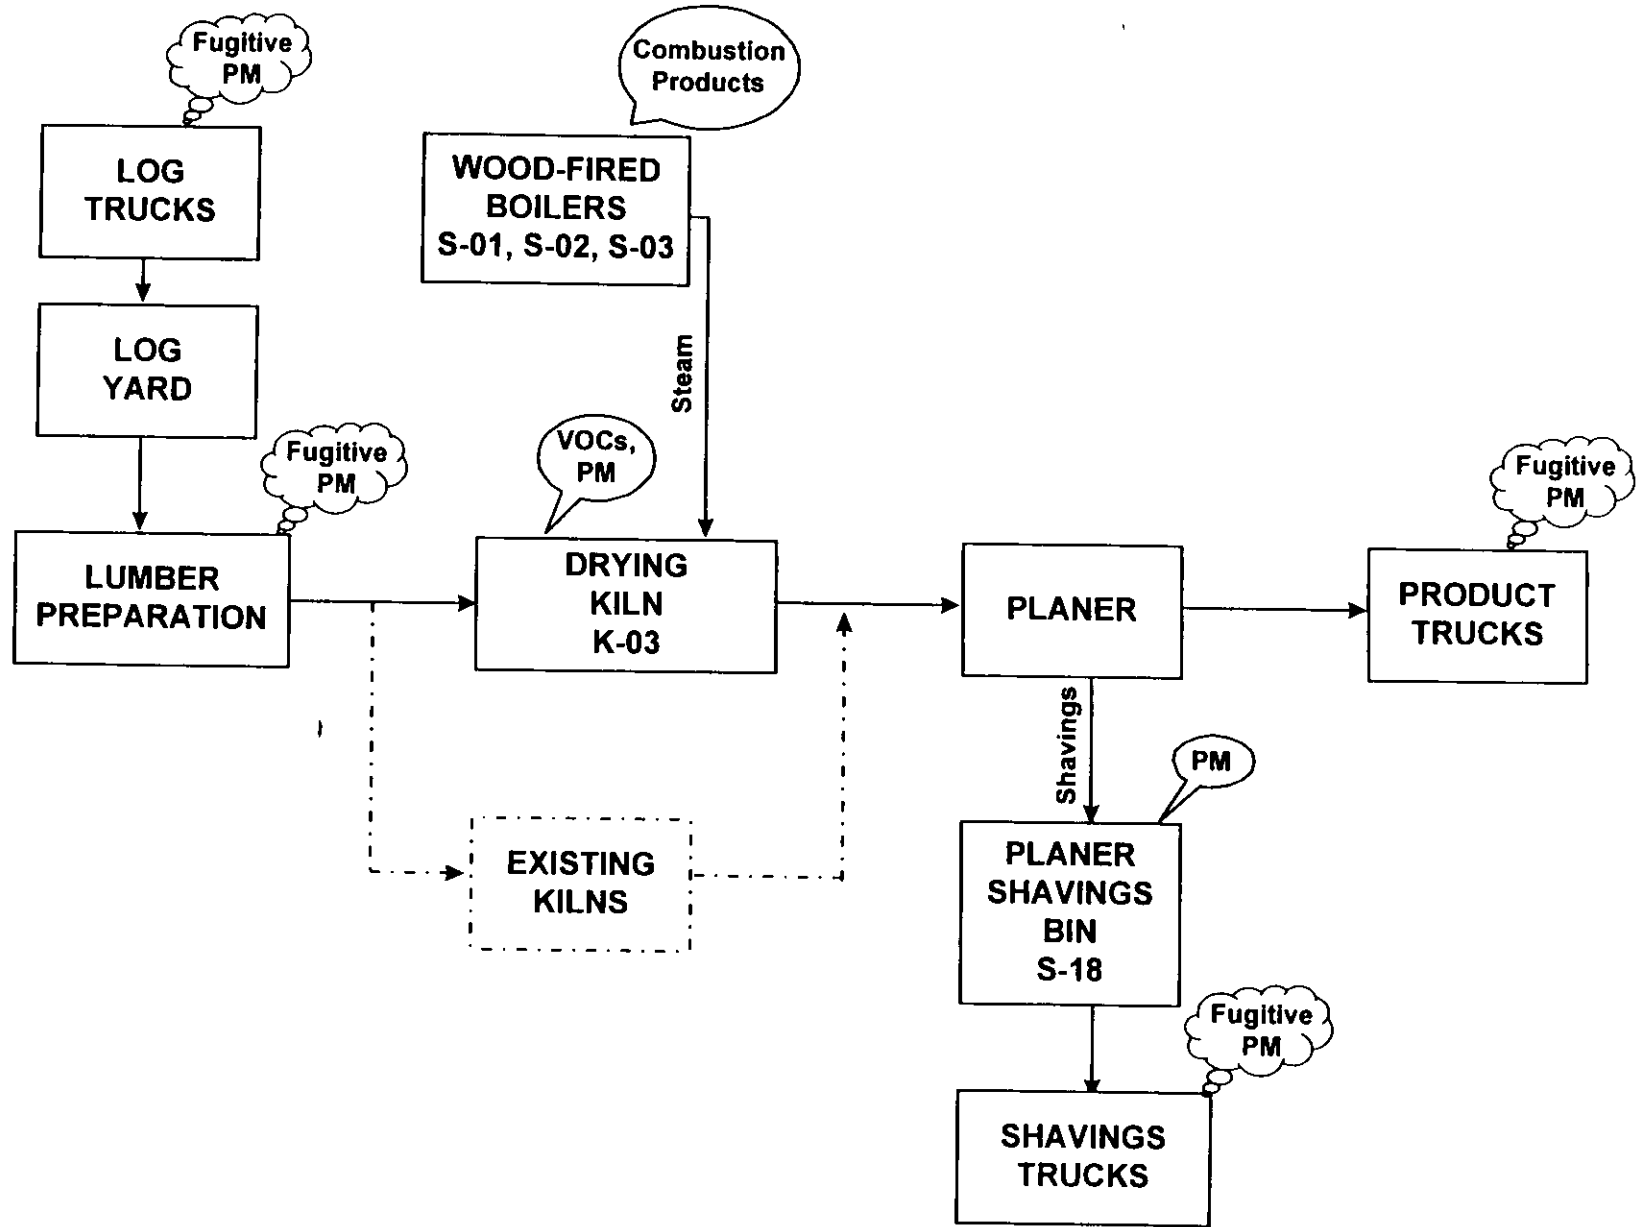 Fugitive
PM
Combustion
Products
LOG
TRUCKS
WOOD-FIRED
BOILERS
S-01, S-02, S-03
LOG
YARD
Steam
Fugitive
PM
VOCs,
PM
Fugitive
PM
LUMBER
PREPARATION
DRYING
KILN
K-03
PLANER
PRODUCT
TRUCKS
Shavings
PM
EXISTING
KILNS
PLANER
SHAVINGS
BIN
S-18
Fugitive
PM
SHAVINGS
TRUCKS